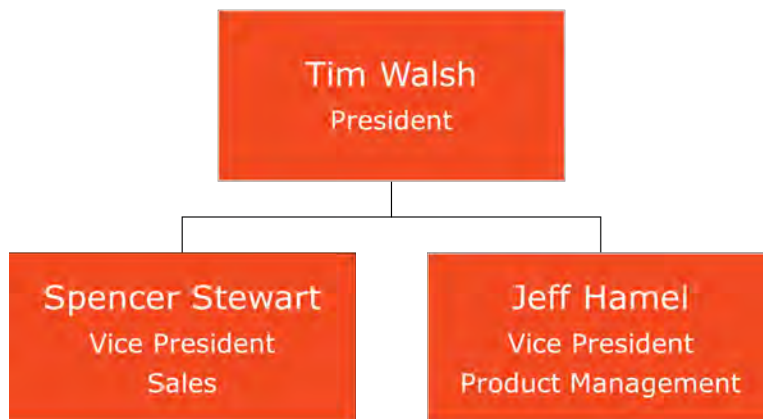 Tim Walsh
President
Spencer Stewart
Vice President
Sales
Jeff Hamel
Vice President
Product Management